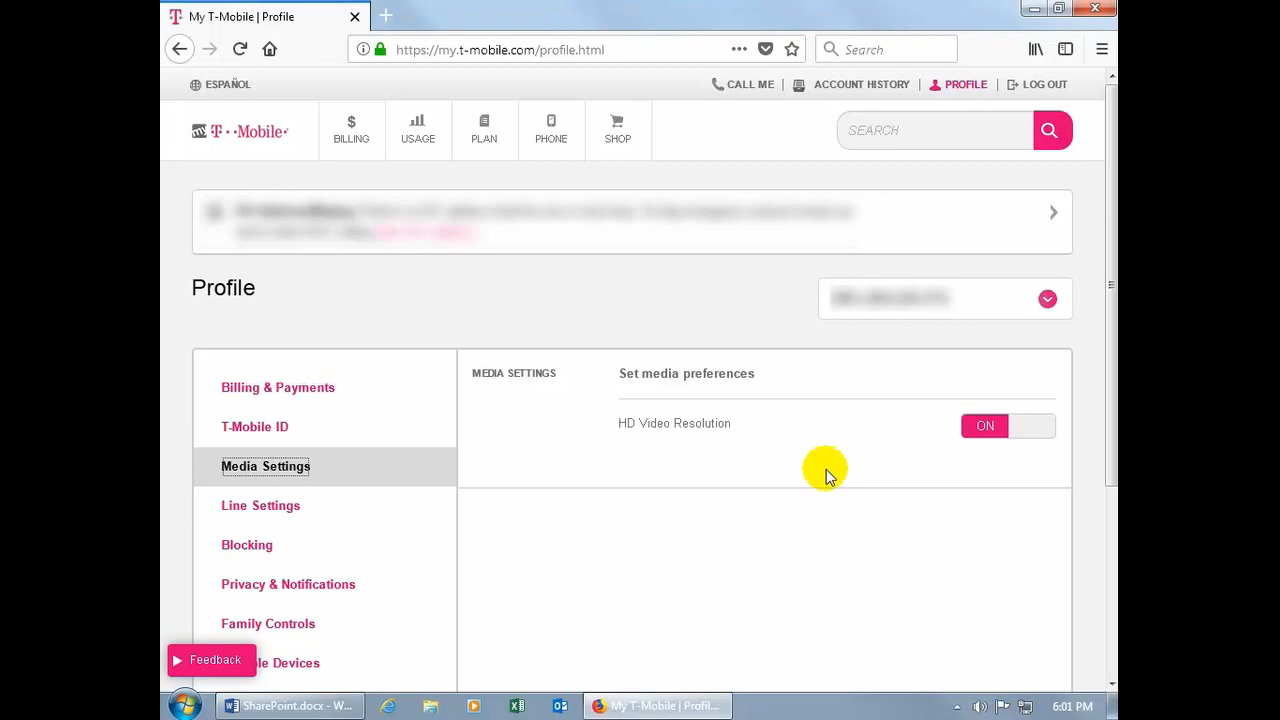 My T-Mobile | Profile
https://my.t-mobile.com/profile.html
Search
ESPAÑOL
CALL ME
ACCOUNT HISTORY
PROFILE
LOG OUT
my T··Mobile·
BILLING
USAGE
PLAN
PHONE
SHOP
SEARCH
Profile
Billing & Payments
T-Mobile ID
Media Settings
Line Settings
Blocking
Privacy & Notifications
Family Controls
Devices
MEDIA SETTINGS
Set media preferences
HD Video Resolution
ON
Feedback
SharePoint.docx - W...
My T-Mobile | Profil...
6:01 PM